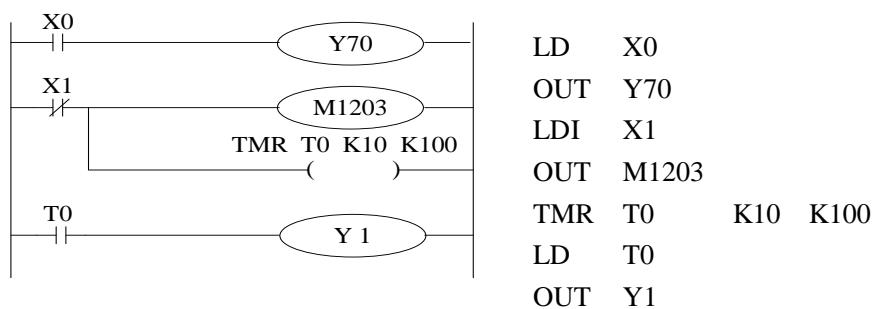 X0
Y70
X1
M1203
TMR T0 K10 K100
( )
T0
Y 1
LD X0
OUT Y70
LDI X1
OUT M1203
TMR T0 K10 K100
LD T0
OUT Y1